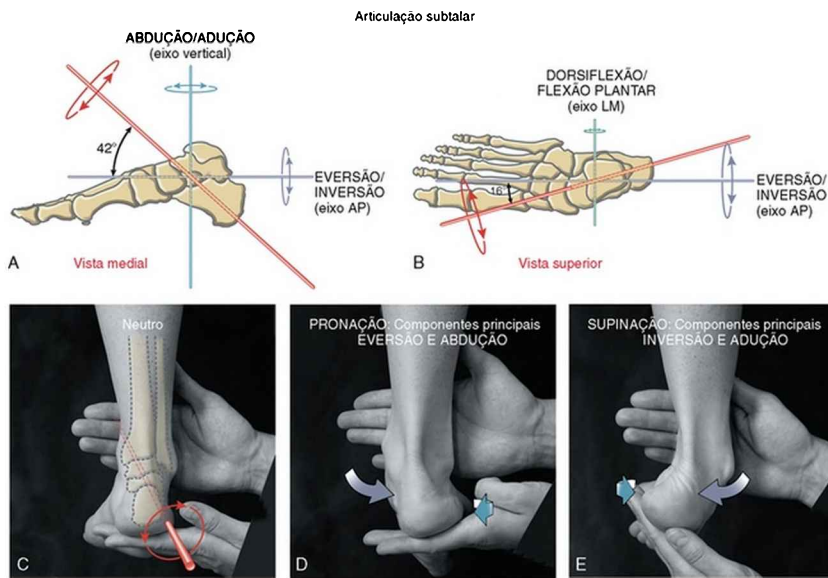 Articulação subtalar
ABDUÇÃO/ADUÇÃO
(eixo vertical)
42°
EVERSÃO/
INVERSÃO
(eixo AP)
A
Vista medial
DORSIFLEXÃO/
FLEXÃO PLANTAR
(eixo LM)
16°
EVERSÃO/
INVERSÃO
(eixo AP)
B
Vista superior
Neutro
C
PRONAÇÃO: Componentes principais
EVERSÃO E ABDUÇÃO
D
SUPINAÇÃO: Componentes principais
INVERSÃO E ADUÇÃO
E